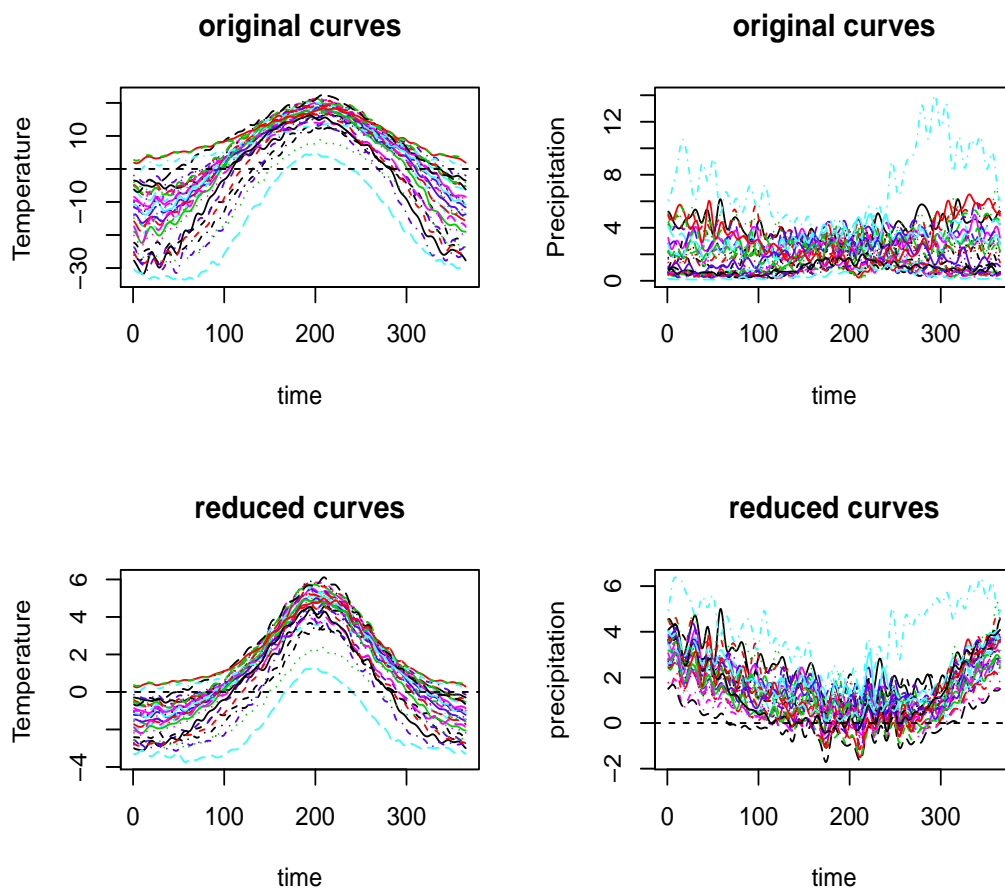 original curves
Temperature
10
−10
−30
0 100 200 300
time
original curves
Precipitation
12
8
4
0
0 100 200 300
time
reduced curves
Temperature
6
4
2
0
−4
0 100 200 300
time
reduced curves
precipitation
6
4
2
0
−2
0 100 200 300
time